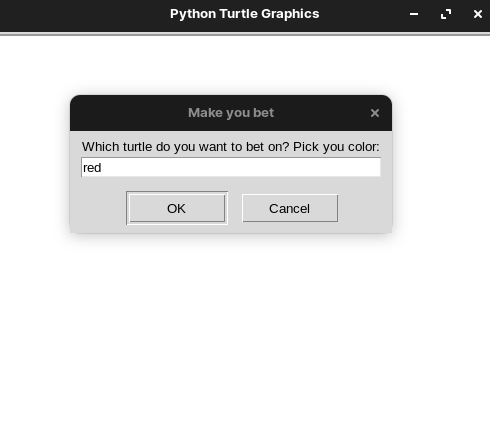 Python Turtle Graphics
Make you bet
Which turtle do you want to bet on? Pick you color:
red
OK
Cancel